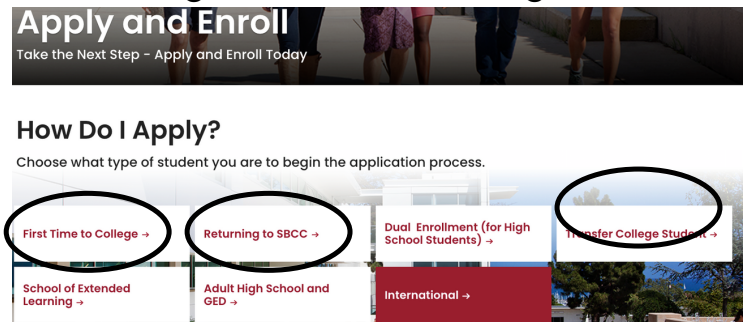 Apply and Enroll
Take the Next Step - Apply and Enroll Today
How Do I Apply?
Choose what type of student you are to begin the application process.
First Time to College →
Returning to SBCC →
Dual Enrollment (for High
School Students) →
Transfer College Student →
School of Extended
Learning →
Adult High School and
GED →
International →